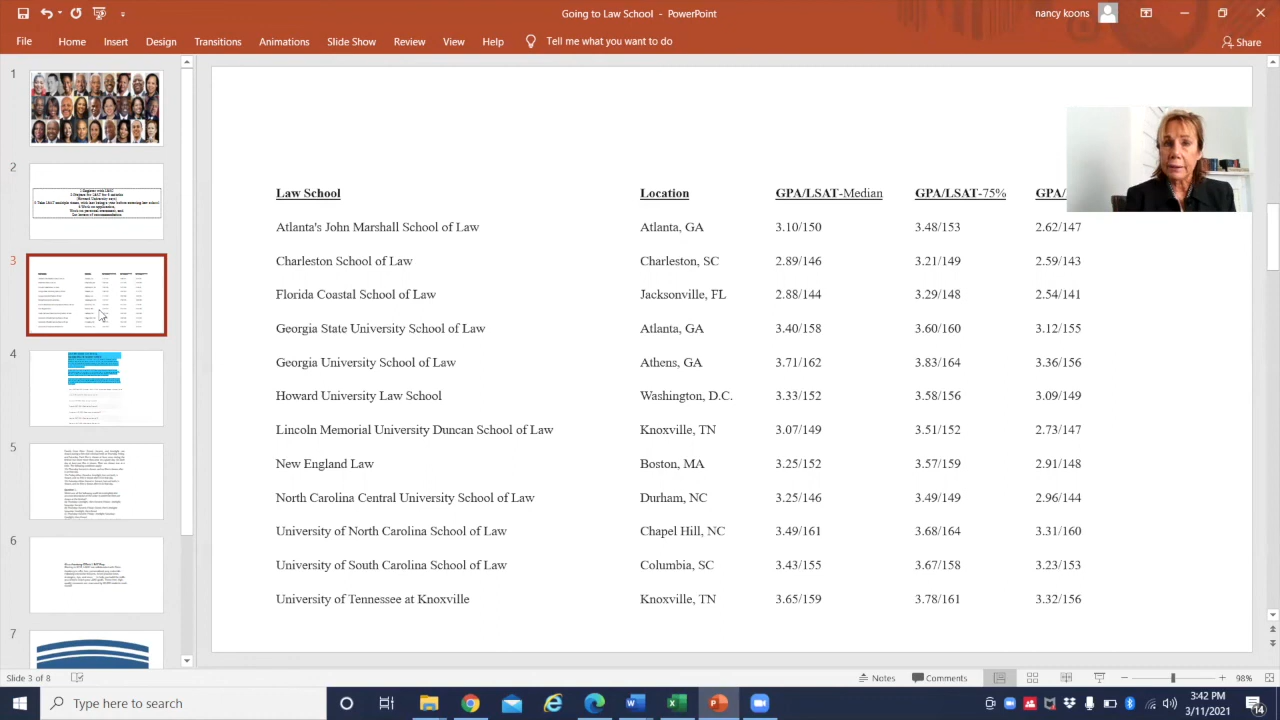 Going to Law School - PowerPoint
nancy koons
File Home Insert Design Transitions Animations Slide Show Review View Help Tell me what you want to do Share
1
2
3
5
6
7
Law School Location GPA/LSAT-Median GPA/LSAT-75% GPA/
Atlanta's John Marshall School of Law Atlanta, GA 3.10/150 3.48/153 2.62/147
Charleston School of Law Charleston, SC 2.89/146 3.21/149 2.59/143
Florida Coastal School of Law Jacksonville, FL 3.29/148 2.54/141
Georgia State University School of Law Atlanta, GA 3.40/158 3.60/160 3.12/155
Georgia University School of Law Athens, GA 3.71/162 3.83/164 3.36/156
Howard University Law School Washington, D.C. 3.33/152 3.58/156 3.09/149
Lincoln Memorial University Duncan School of Law Knoxville, TN 3.07/149 3.51/152 2.73/147
New England Law Boston, MA 3.25/152 3.57/154 2.91/148
North Carolina Central University School of Law Durham, NC 3.49/149 2.96/144
University of North Carolina School of Law Chapel Hill, NC 3.49/161 3.68/164 3.31/160
University of South Carolina School of Law Columbia, SC 3.45/155 3.67/158 3.23/153
University of Tennessee at Knoxville Knoxville, TN 3.65/159 3.78/161 3.32/156
Slide 3 of 8 Notes Comments 98%
Type here to search
3:42 PM
3/11/2021
14